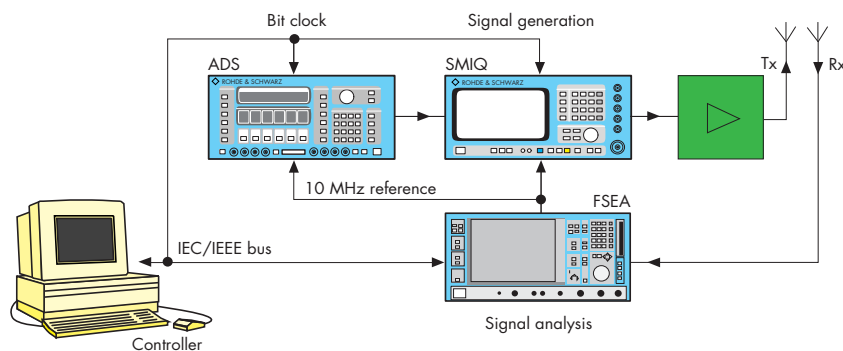 Bit clock
Signal generation
ADS
SMIQ
ROHDE & SCHWARZ
ROHDE & SCHWARZ
Tx
Rx
10 MHz reference
FSEA
IEC/IEEE bus
Signal analysis
Controller